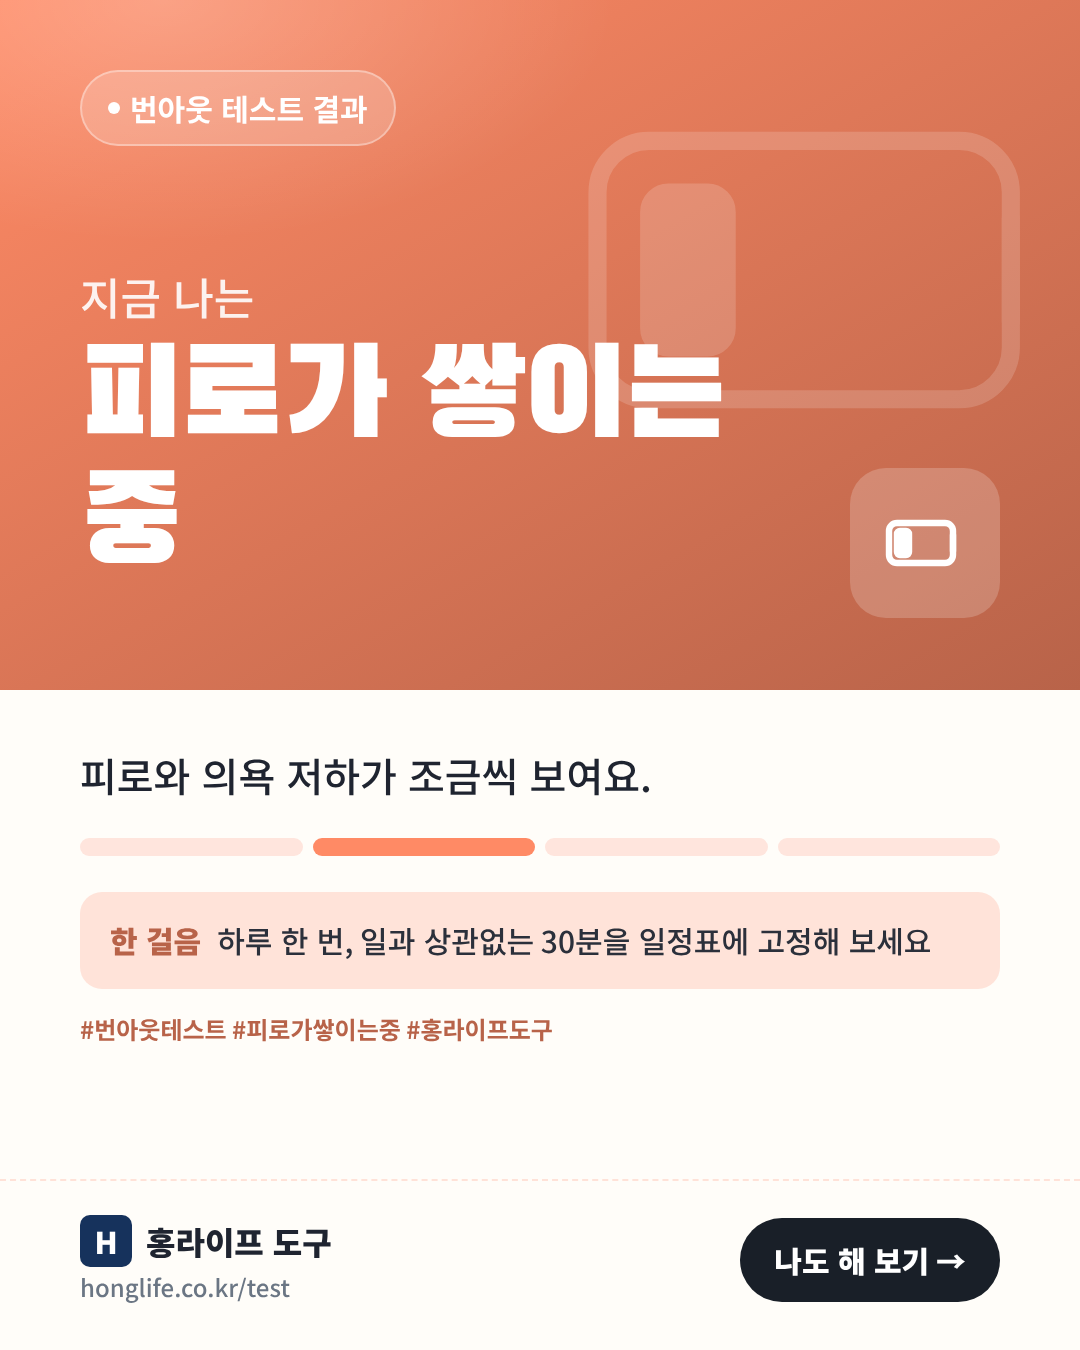 번아웃 테스트 결과
지금 나는
피로가 쌓이는
중
피로와 의욕 저하가 조금씩 보여요.
한 걸음 하루 한 번, 일과 상관없는 30분을 일정표에 고정해 보세요
#번아웃테스트 #피로가쌓이는중 #홍라이프도구
H 홍라이프 도구
honglife.co.kr/test
나도 해 보기 →